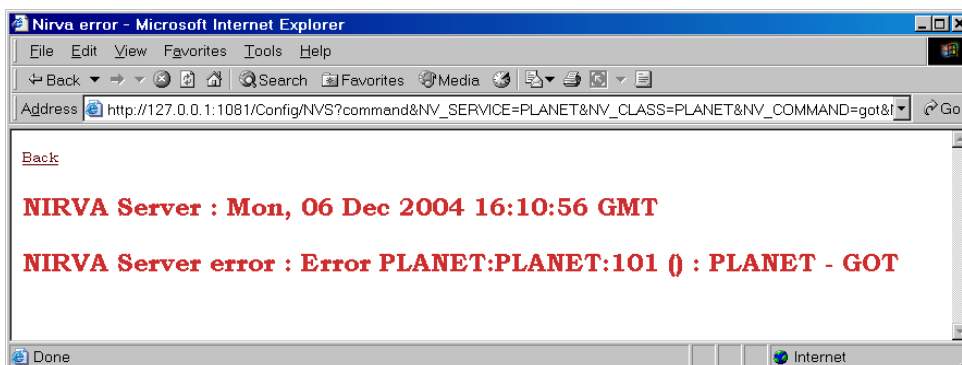 Nirva error - Microsoft Internet Explorer
File Edit View Favorites Tools Help
Back Search Favorites Media
Address http://127.0.0.1:1081/Config/NVS?command&NV_SERVICE=PLANET&NV_CLASS=PLANET&NV_COMMAND=got& Go
Back
NIRVA Server : Mon, 06 Dec 2004 16:10:56 GMT
NIRVA Server error : Error PLANET:PLANET:101 () : PLANET - GOT
Done Internet